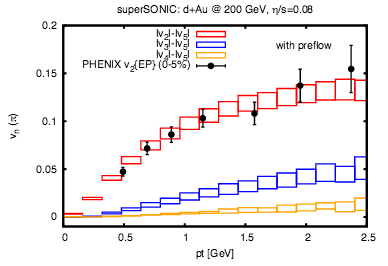 superSONIC: d+Au @ 200 GeV, η/s=0.08
|v₂|-|v₅|
|v₃|-|v₅|
|v₄|-|v₅|
PHENIX v₂{EP} (0-5%)
with preflow
0.2
0.15
0.1
0.05
0
vₙ (π)
0 0.5 1 1.5 2 2.5
pt [GeV]